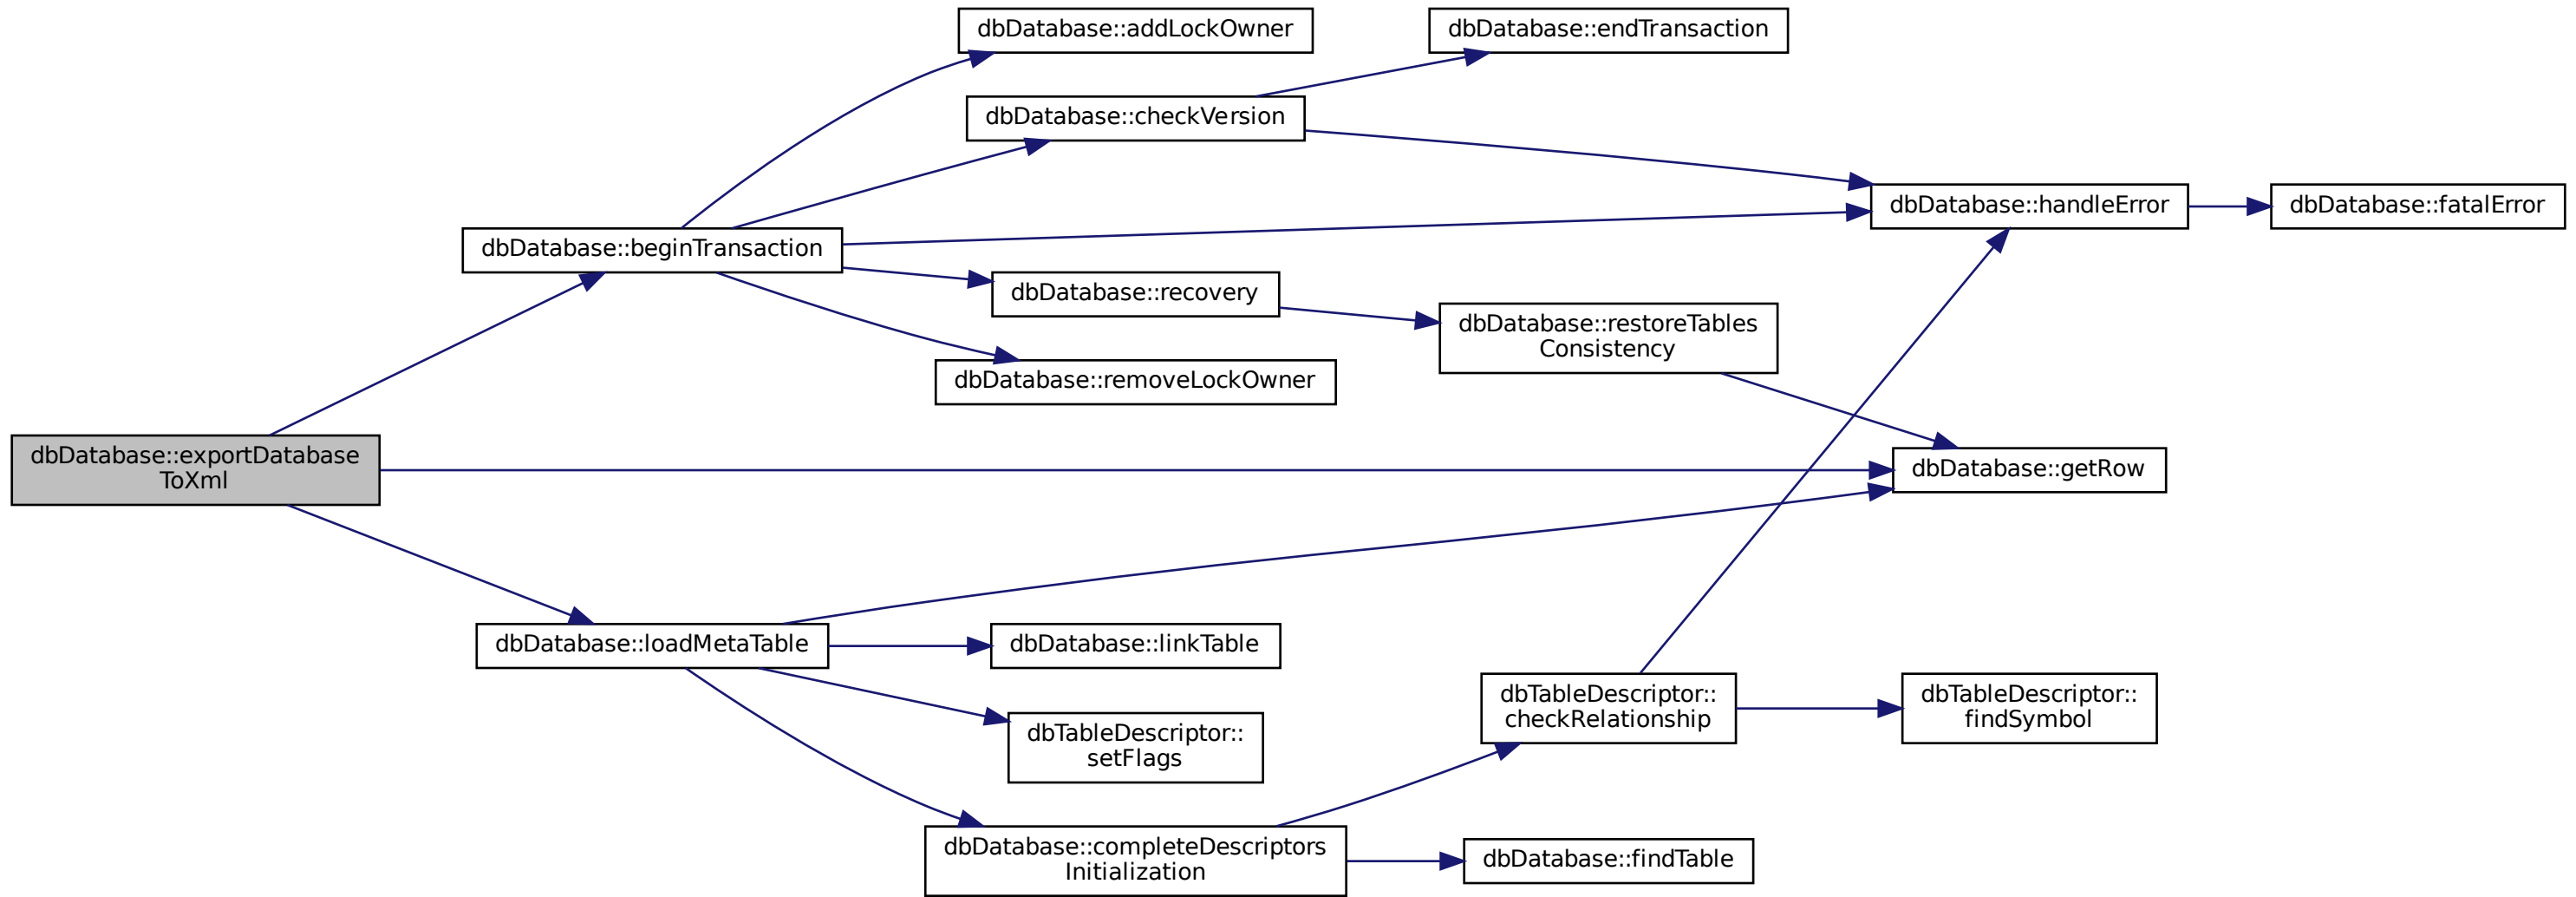 dbDatabase::addLockOwner
dbDatabase::endTransaction
dbDatabase::checkVersion
dbDatabase::handleError
dbDatabase::fatalError
dbDatabase::beginTransaction
dbDatabase::recovery
dbDatabase::restoreTables
Consistency
dbDatabase::removeLockOwner
dbDatabase::exportDatabase
ToXml
dbDatabase::getRow
dbDatabase::loadMetaTable
dbDatabase::linkTable
dbTableDescriptor::
checkRelationship
dbTableDescriptor::
findSymbol
dbTableDescriptor::
setFlags
dbDatabase::completeDescriptors
Initialization
dbDatabase::findTable